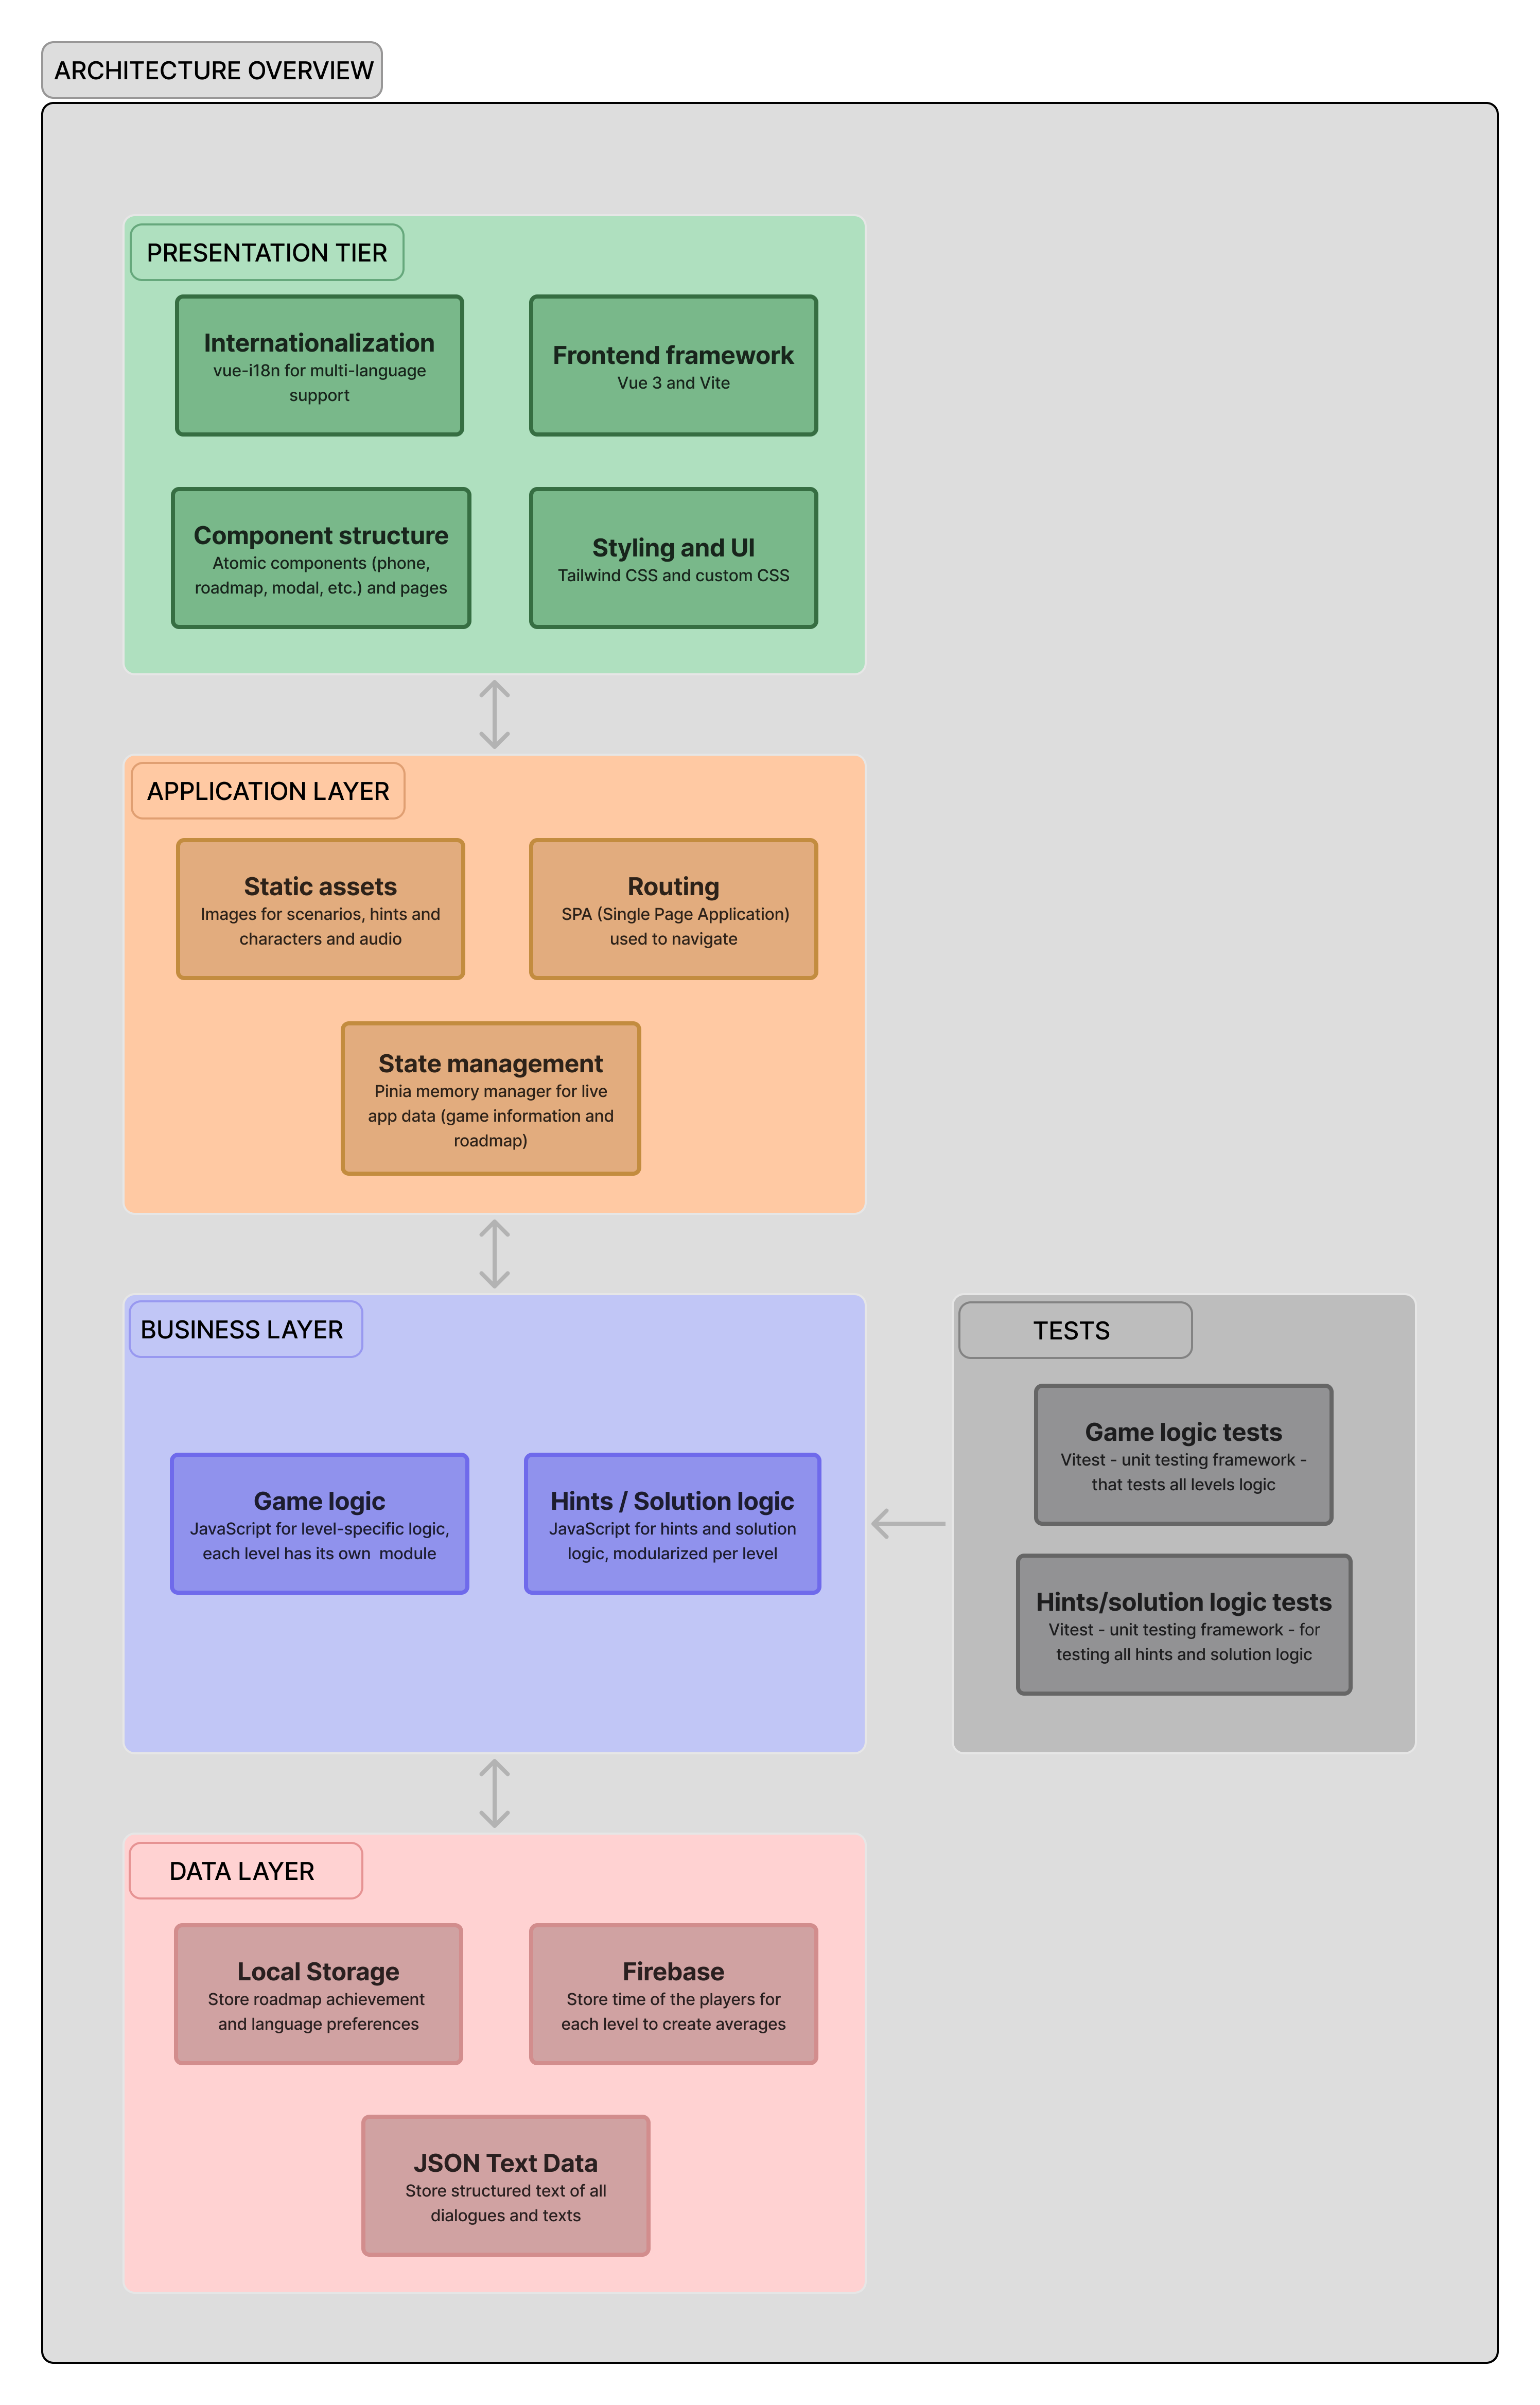 ARCHITECTURE OVERVIEW
PRESENTATION TIER
Internationalization
vue-i18n for multi-language
support
Frontend framework
Vue 3 and Vite
Component structure
Atomic components (phone,
roadmap, modal, etc.) and pages
Styling and UI
Tailwind CSS and custom CSS
APPLICATION LAYER
Static assets
Images for scenarios, hints and
characters and audio
Routing
SPA (Single Page Application)
used to navigate
State management
Pinia memory manager for live
app data (game information and
roadmap)
BUSINESS LAYER
Game logic
JavaScript for level-specific logic,
each level has its own  module
Hints / Solution logic
JavaScript for hints and solution
logic, modularized per level
TESTS
Game logic tests
Vitest - unit testing framework -
that tests all levels logic
Hints/solution logic tests
Vitest - unit testing framework - for
testing all hints and solution logic
DATA LAYER
Local Storage
Store roadmap achievement
and language preferences
Firebase
Store time of the players for
each level to create averages
JSON Text Data
Store structured text of all
dialogues and texts